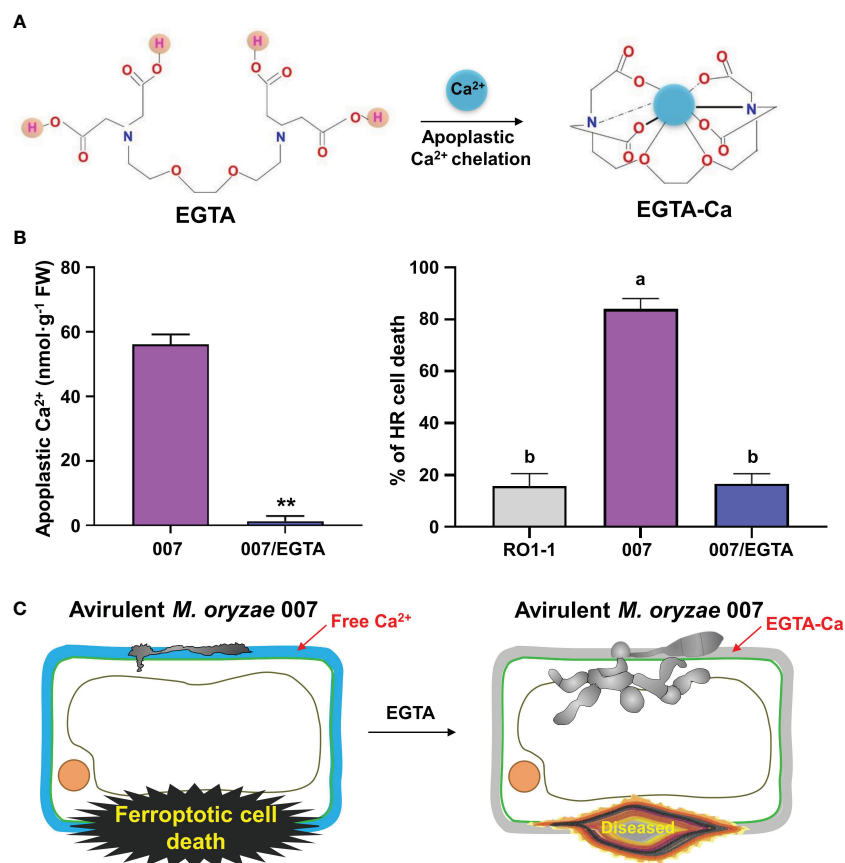 A
H
H
O
O
O
O
H
O
O
O
O
H
N
N
O
O
EGTA
Ca²⁺
Apoplastic
Ca²⁺ chelation
O
O
O
O
N
N
O
O
O
O
O
O
EGTA-Ca
B
Apoplastic Ca²⁺ (nmol·g⁻¹ FW)
80
60
40
20
0
**
007
007/EGTA
% of HR cell death
100
80
60
40
20
0
b
a
b
RO1-1
007
007/EGTA
C
Avirulent M. oryzae 007
Free Ca²⁺
Ferroptotic cell
death
EGTA
Avirulent M. oryzae 007
EGTA-Ca
Diseased